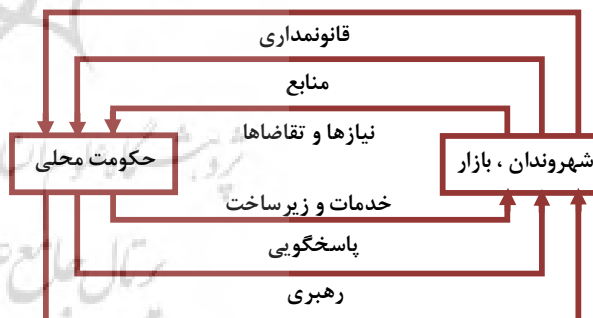 قانونمداری
منابع
نیازها و تقاضاها
شهروندان ، بازار
حکومت محلی
خدمات و زیرساخت
پاسخگویی
رهبری